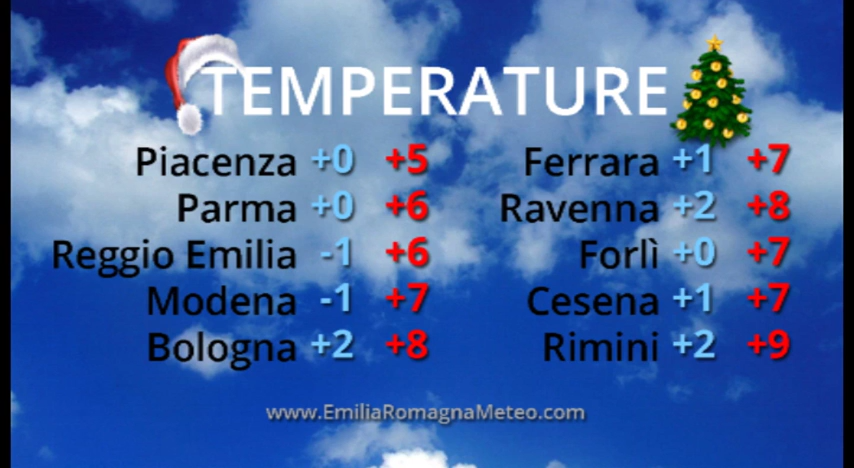 TEMPERATURE
Piacenza +0 +5 Ferrara +1 +7
Parma +0 +6 Ravenna +2 +8
Reggio Emilia -1 +6 Forlì +0 +7
Modena -1 +7 Cesena +1 +7
Bologna +2 +8 Rimini +2 +9
www.EmiliaRomagnaMeteo.com